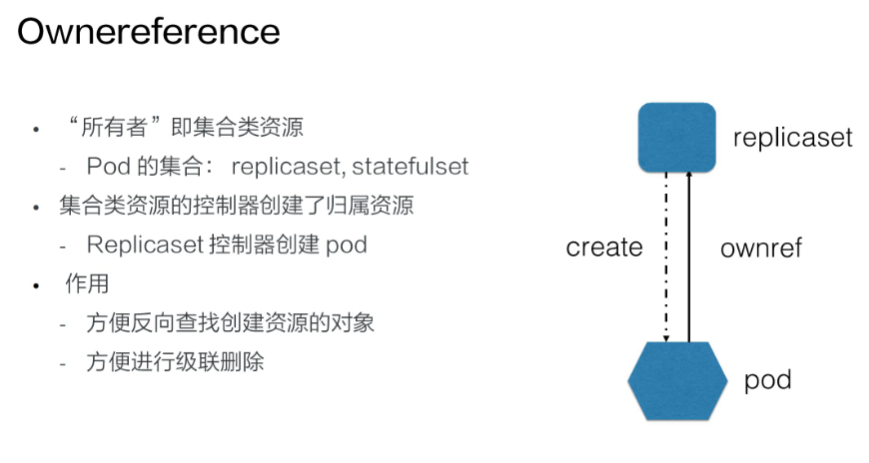 Ownereference
• “所有者”即集合类资源
- Pod 的集合： replicaset, statefulset
• 集合类资源的控制器创建了归属资源
- Replicaset 控制器创建 pod
• 作用
- 方便反向查找创建资源的对象
- 方便进行级联删除
replicaset
create
ownref
pod